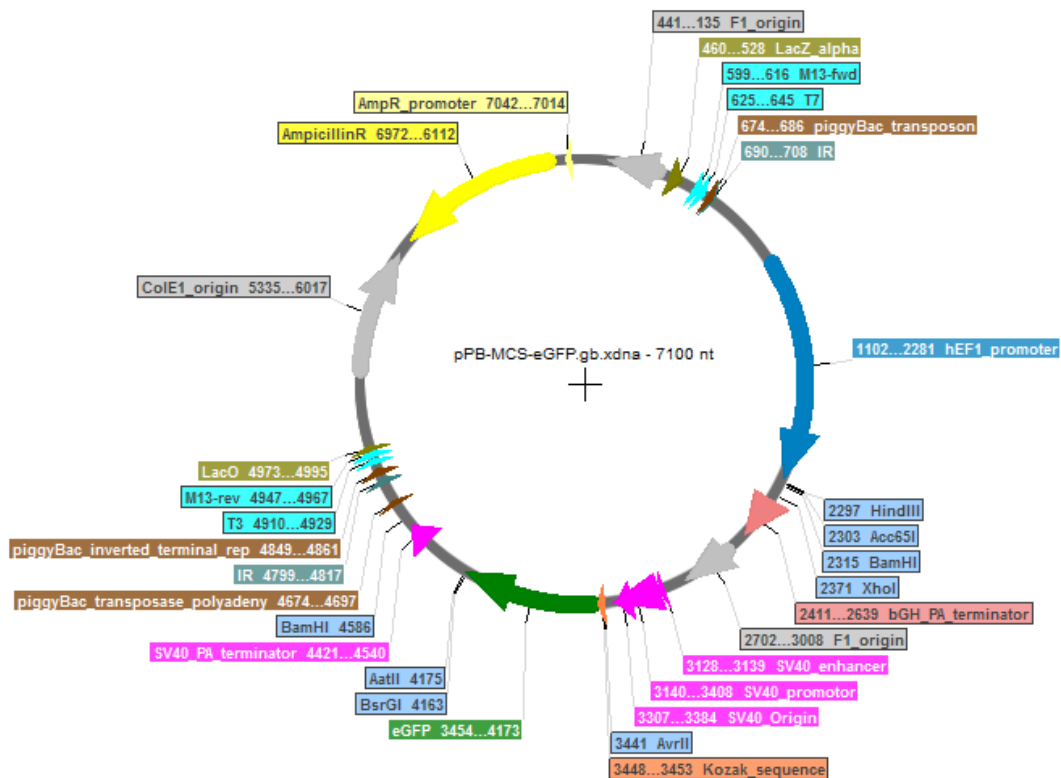 441...135 F1_origin
460...528 LacZ_alpha
599...616 M13-fwd
AmpR_promoter 7042...7014
625...645 T7
674...686 piggyBac_transposon
AmpicillinR 6972...6112
690...708 IR
ColE1_origin 5335...6017
pPB-MCS-eGFP.gb.xdna - 7100 nt
1102...2281 hEF1_promoter
LacO 4973...4995
M13-rev 4947...4967
2297 HindIII
T3 4910...4929
2303 Acc65I
piggyBac_inverted_terminal_rep 4849...4861
2315 BamHI
IR 4799...4817
2371 XhoI
piggyBac_transposase_polyadeny 4674...4697
2411...2639 bGH_PA_terminator
BamHI 4586
2702...3008 F1_origin
SV40_PA_terminator 4421...4540
3128...3139 SV40_enhancer
AatII 4175
3140...3408 SV40_promotor
BsrGI 4163
3307...3384 SV40_Origin
eGFP 3454...4173
3441 AvrII
3448...3453 Kozak_sequence